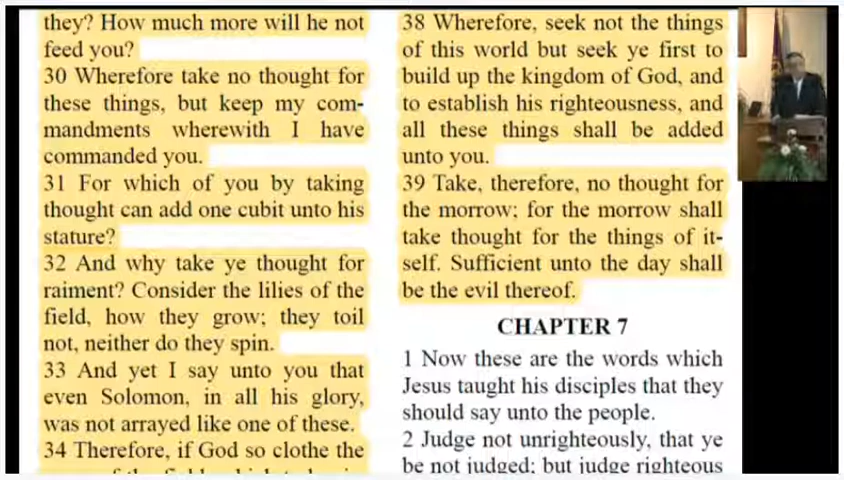 they? How much more will he not
feed you?
30 Wherefore take no thought for
these things, but keep my com-
mandments wherewith I have
commanded you.
31 For which of you by taking
thought can add one cubit unto his
stature?
32 And why take ye thought for
raiment? Consider the lilies of the
field, how they grow; they toil
not, neither do they spin.
33 And yet I say unto you that
even Solomon, in all his glory,
was not arrayed like one of these.
34 Therefore, if God so clothe the
38 Wherefore, seek not the things
of this world but seek ye first to
build up the kingdom of God, and
to establish his righteousness, and
all these things shall be added
unto you.
39 Take, therefore, no thought for
the morrow; for the morrow shall
take thought for the things of it-
self. Sufficient unto the day shall
be the evil thereof.
CHAPTER 7
1 Now these are the words which
Jesus taught his disciples that they
should say unto the people.
2 Judge not unrighteously, that ye
be not judged; but judge righteous